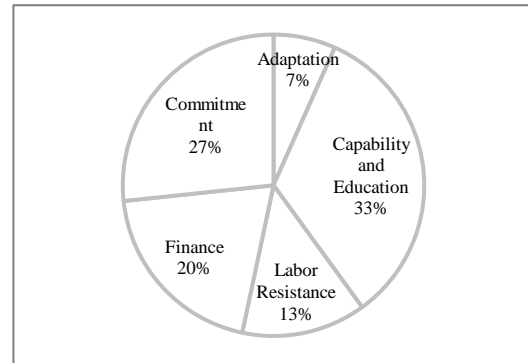 Adaptation
7%
Capability
and
Education
33%
Labor
Resistance
13%
Finance
20%
Commitme
nt
27%